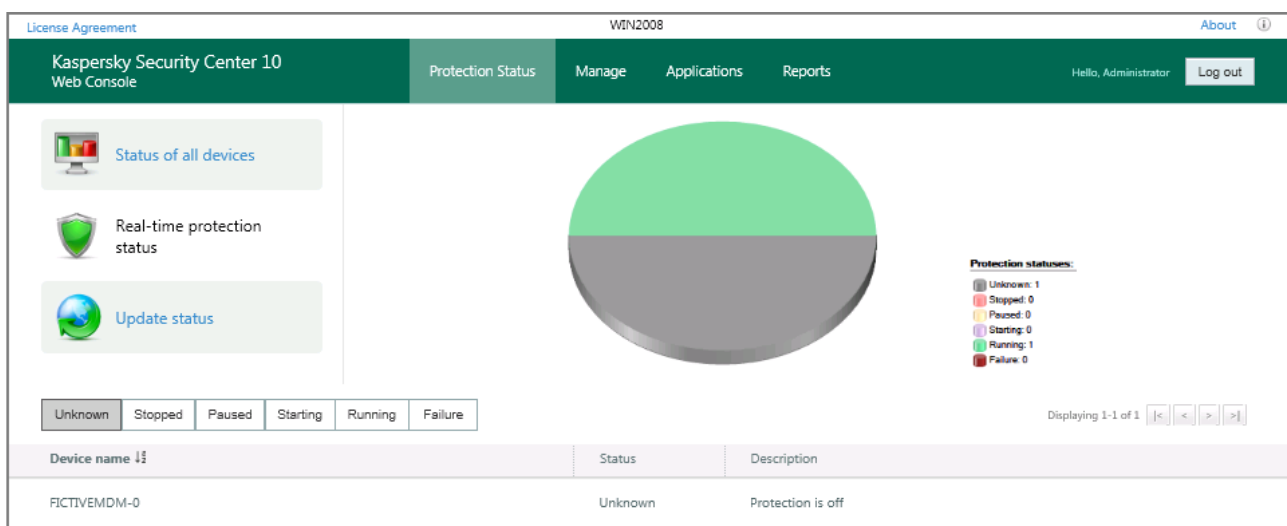 License Agreement WIN2008 About
Kaspersky Security Center 10
Web Console
Protection Status Manage Applications Reports Hello, Administrator Log out
Status of all devices
Real-time protection
status
Update status
Protection statuses:
Unknown: 1
Stopped: 0
Paused: 0
Starting: 0
Running: 1
Failure: 0
Unknown Stopped Paused Starting Running Failure Displaying 1-1 of 1 |< < > >|
Device name Status Description
FICTIVEMDM-0 Unknown Protection is off